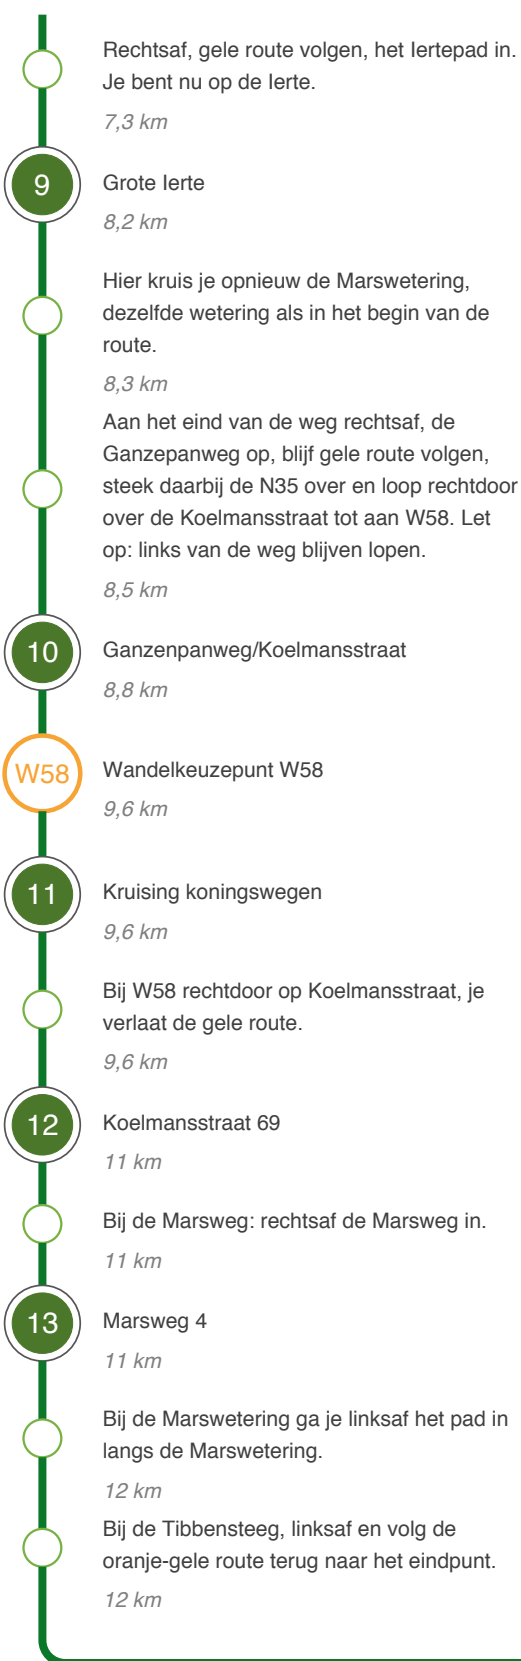 Rechtsaf, gele route volgen, het Iertepad in.
Je bent nu op de Ierte.
7,3 km
9
Grote Ierte
8,2 km
Hier kruis je opnieuw de Marswetering,
dezelfde wetering als in het begin van de
route.
8,3 km
Aan het eind van de weg rechtsaf, de
Ganzepanweg op, blijf gele route volgen,
steek daarbij de N35 over en loop rechtdoor
over de Koelmansstraat tot aan W58. Let
op: links van de weg blijven lopen.
8,5 km
10
Ganzenpanweg/Koelmansstraat
8,8 km
W58
Wandelkeuzepunt W58
9,6 km
11
Kruising koningswegen
9,6 km
Bij W58 rechtdoor op Koelmansstraat, je
verlaat de gele route.
9,6 km
12
Koelmansstraat 69
11 km
Bij de Marsweg: rechtsaf de Marsweg in.
11 km
13
Marsweg 4
11 km
Bij de Marswetering ga je linksaf het pad in
langs de Marswetering.
12 km
Bij de Tibbensteeg, linksaf en volg de
oranje-gele route terug naar het eindpunt.
12 km